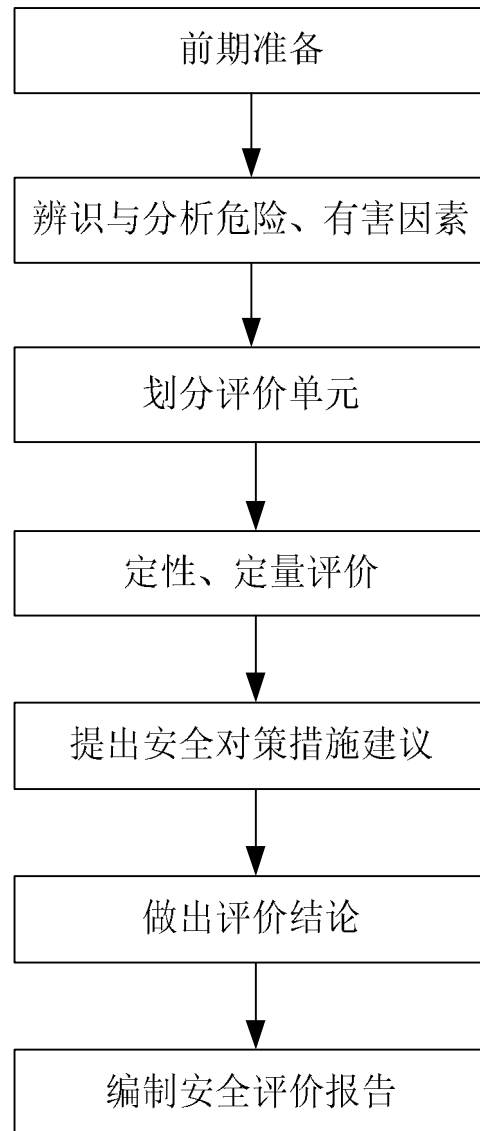 前期准备
辨识与分析危险、有害因素
划分评价单元
定性、定量评价
提出安全对策措施建议
做出评价结论
编制安全评价报告